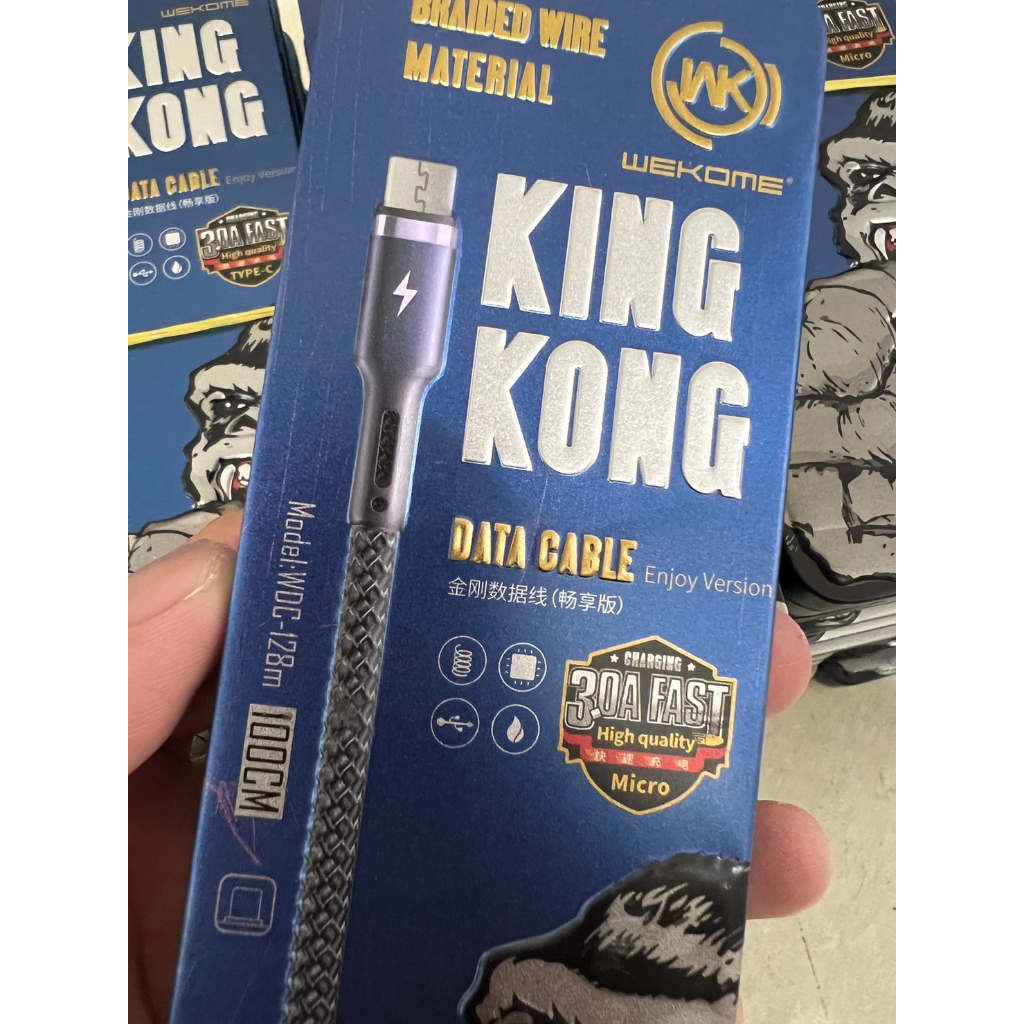 BRAIDED WIRE
MATERIAL
WK
WEKOME®
KING
KONG
DATA CABLE Enjoy Version
金刚数据线(畅享版)
CHARGING
3.0A FAST
High quality
快速充电
Micro
Model:WDC-128m
100CM
WEKOME
KING
KONG
DATA CABLE Enjoy Version
金刚数据线(畅享版)
3.0A FAST
High quality
TYPE-C
0A FAST
High quality
Micro